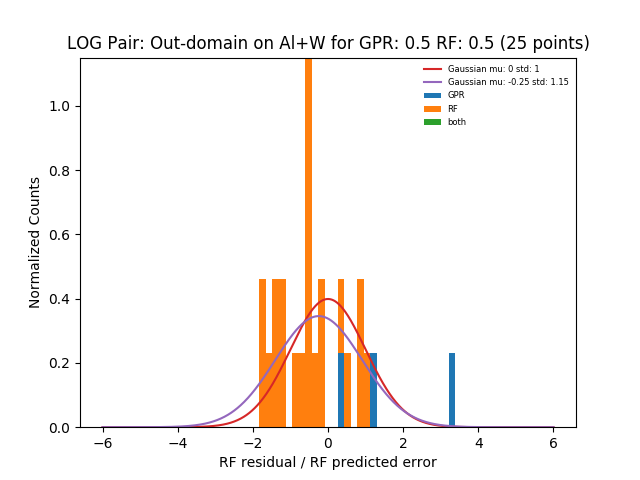 LOG Pair: Out-domain on Al+W for GPR: 0.5 RF: 0.5 (25 points)
Gaussian mu: 0 std: 1
Gaussian mu: -0.25 std: 1.15
GPR
RF
both
Normalized Counts
1.0
0.8
0.6
0.4
0.2
0.0
−6
−4
−2
0
2
4
6
RF residual / RF predicted error